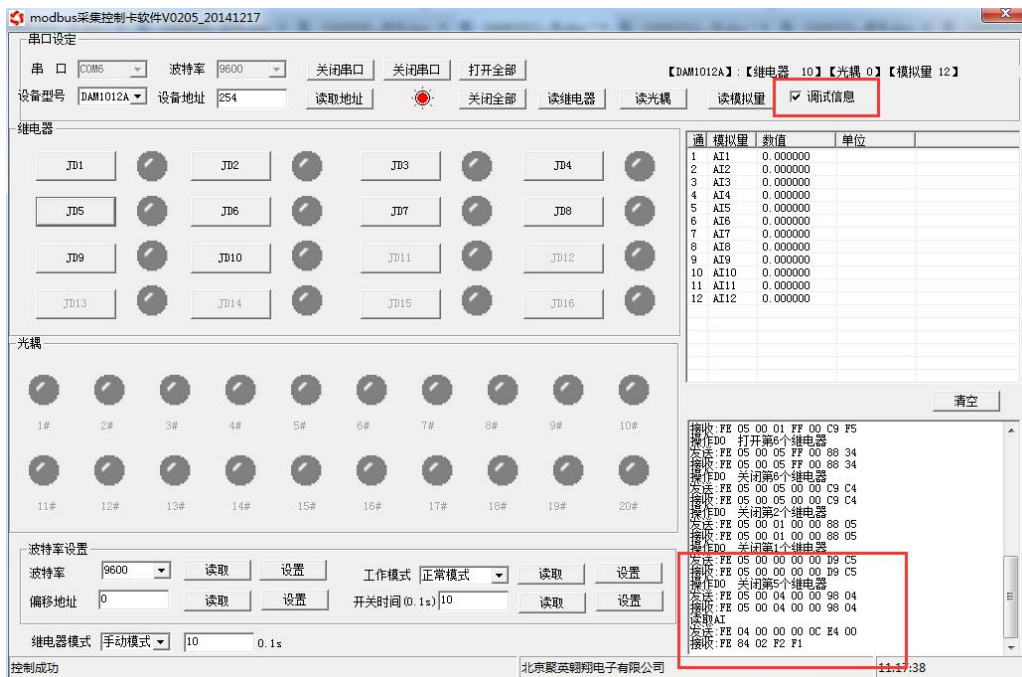 modbus采集控制卡软件V0205_20141217
串口设定
串 口 COM6 波特率 9600 关闭串口 关闭串口 打开全部 【DAM1012A】:【继电器 10】【光耦 0】【模拟量 12】
设备型号 DAM1012A 设备地址 254 读取地址 关闭全部 读继电器 读光耦 读模拟量 调试信息
继电器
JD1 JD2 JD3 JD4
JD5 JD6 JD7 JD8
JD9 JD10 JD11 JD12
JD13 JD14 JD15 JD16
通 模拟量 数值 单位
1 AI1 0.000000
2 AI2 0.000000
3 AI3 0.000000
4 AI4 0.000000
5 AI5 0.000000
6 AI6 0.000000
7 AI7 0.000000
8 AI8 0.000000
9 AI9 0.000000
10 AI10 0.000000
11 AI11 0.000000
12 AI12 0.000000
光耦
1# 2# 3# 4# 5# 6# 7# 8# 9# 10#
11# 12# 13# 14# 15# 16# 17# 18# 19# 20#
清空
接收:FE 05 00 01 FF 00 C9 F5
操作DO 打开第6个继电器
发送:FE 05 00 05 FF 00 88 34
接收:FE 05 00 05 FF 00 88 34
操作DO 关闭第6个继电器
发送:FE 05 00 05 00 00 C9 C4
接收:FE 05 00 05 00 00 C9 C4
操作DO 关闭第2个继电器
发送:FE 05 00 01 00 00 88 05
接收:FE 05 00 01 00 00 88 05
操作DO 关闭第1个继电器
发送:FE 05 00 00 00 00 D9 C5
接收:FE 05 00 00 00 00 D9 C5
操作DO 关闭第5个继电器
发送:FE 05 00 04 00 00 98 04
接收:FE 05 00 04 00 00 98 04
读取AI
发送:FE 04 00 00 00 0C E4 00
接收:FE 84 02 F2 F1
波特率设置
波特率 9600 读取 设置 工作模式 正常模式 读取 设置
偏移地址 0 读取 设置 开关时间(0.1s) 10 读取 设置
继电器模式 手动模式 10 0.1s
控制成功 北京聚英翱翔电子有限公司 11:17:38